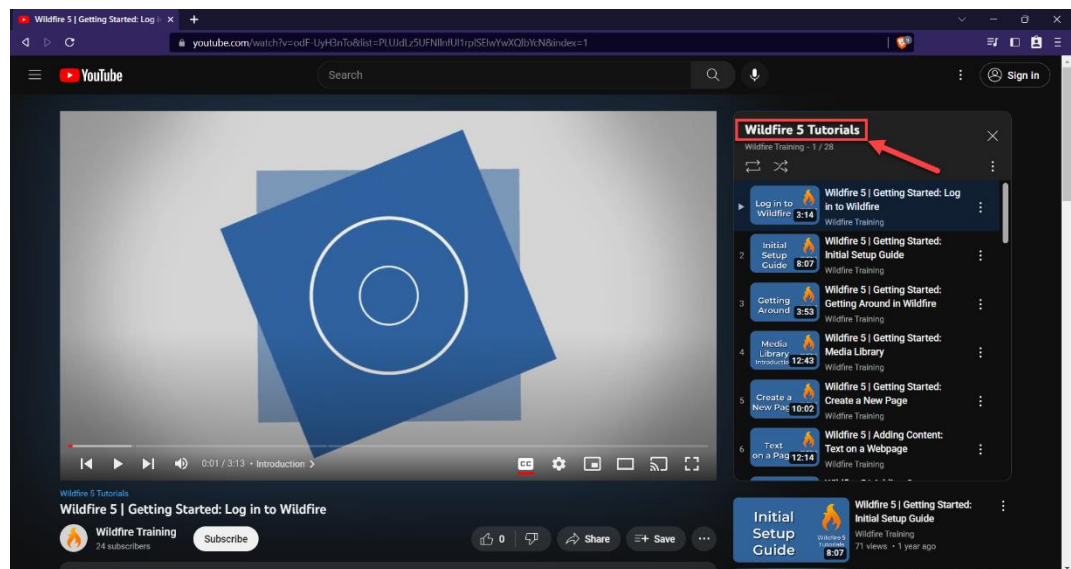 Wildfire 5 | Getting Started: Log in
youtube.com/watch?v=odF-UyH3nTo&list=PLUJdLz5UFNllnfUI1rplSElwYwXQlbYcN&index=1
YouTube
Search
Sign in
Wildfire 5 Tutorials
Wildfire Training - 1 / 28
Log in to
Wildfire
3:14
Wildfire 5 | Getting Started: Log
in to Wildfire
Wildfire Training
2
Initial
Setup
Guide
8:07
Wildfire 5 | Getting Started:
Initial Setup Guide
Wildfire Training
3
Getting
Around
3:53
Wildfire 5 | Getting Started:
Getting Around in Wildfire
Wildfire Training
4
Media
Library
Introductio
12:43
Wildfire 5 | Getting Started:
Media Library
Wildfire Training
5
Create a
New Pag
10:02
Wildfire 5 | Getting Started:
Create a New Page
Wildfire Training
6
Text
on a Pag
12:14
Wildfire 5 | Adding Content:
Text on a Webpage
Wildfire Training
0:01 / 3:13 • Introduction >
CC
Wildfire 5 Tutorials
Wildfire 5 | Getting Started: Log in to Wildfire
Wildfire Training
24 subscribers
Subscribe
0
Share
Save
Initial
Setup
Guide
Wildfire 5
Tutorials
8:07
Wildfire 5 | Getting Started:
Initial Setup Guide
Wildfire Training
71 views • 1 year ago